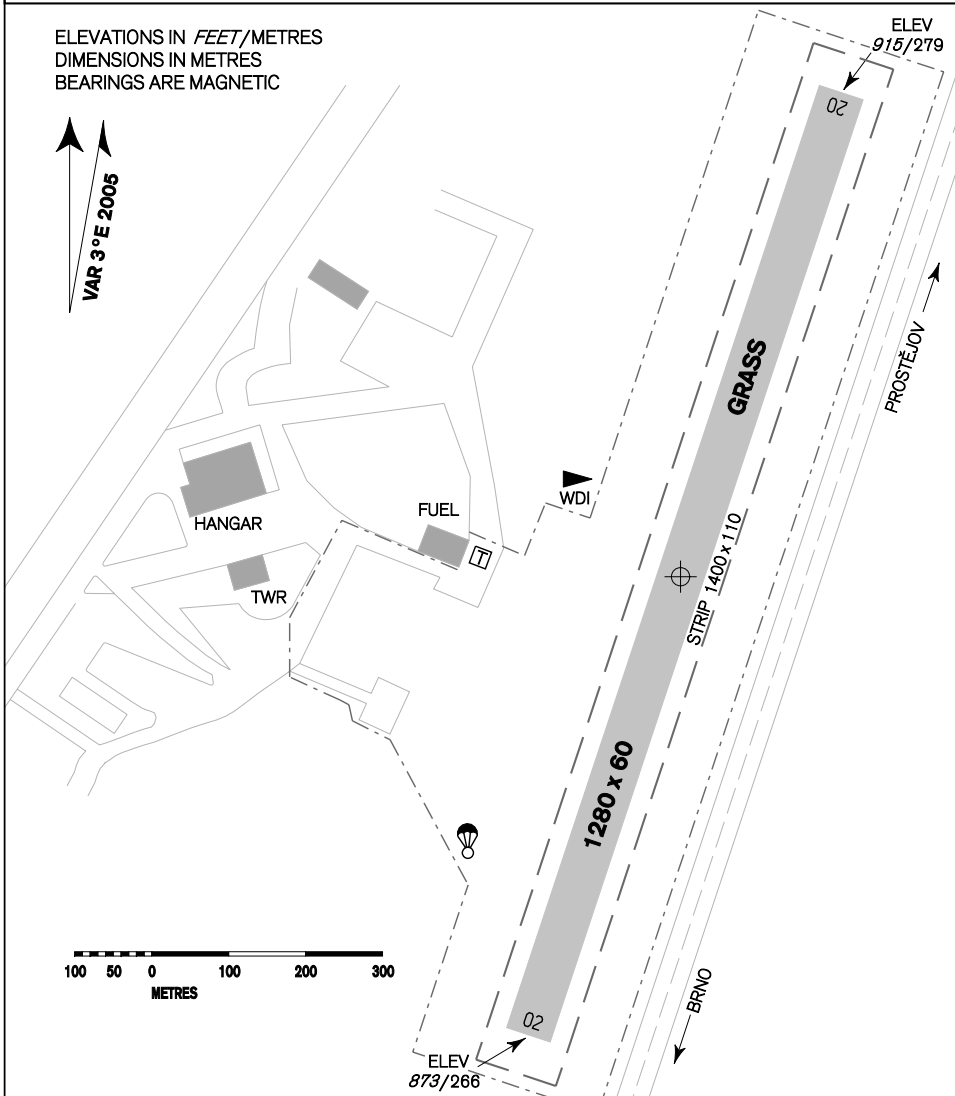 ELEVATIONS IN FEET/METRES
DIMENSIONS IN METRES
BEARINGS ARE MAGNETIC
ELEV
915/279
20
VAR 3°E 2005
PROSTĚJOV
GRASS
WDI
FUEL
T
HANGAR
STRIP 1400 x 110
TWR
1280 x 60
100 50 0 100 200 300
METRES
BRNO
02
ELEV
873/266